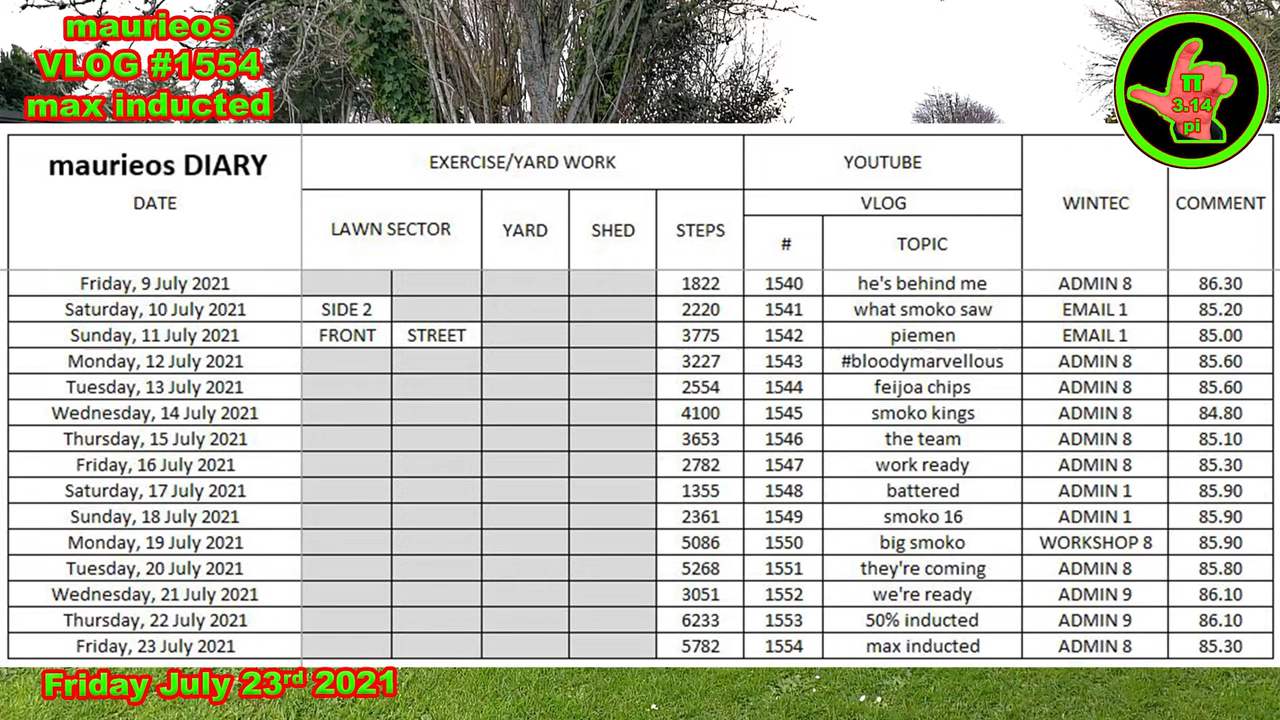 maurieos
VLOG #1554
max inducted
π
3.14
pi
maurieos DIARY
DATE
EXERCISE/YARD WORK
YOUTUBE
WINTEC
COMMENT
LAWN SECTOR
YARD
SHED
STEPS
VLOG
#
TOPIC
Friday, 9 July 2021 1822 1540 he's behind me ADMIN 8 86.30
Saturday, 10 July 2021 SIDE 2 2220 1541 what smoko saw EMAIL 1 85.20
Sunday, 11 July 2021 FRONT STREET 3775 1542 piemen EMAIL 1 85.00
Monday, 12 July 2021 3227 1543 #bloodymarvellous ADMIN 8 85.60
Tuesday, 13 July 2021 2554 1544 feijoa chips ADMIN 8 85.60
Wednesday, 14 July 2021 4100 1545 smoko kings ADMIN 8 84.80
Thursday, 15 July 2021 3653 1546 the team ADMIN 8 85.10
Friday, 16 July 2021 2782 1547 work ready ADMIN 8 85.30
Saturday, 17 July 2021 1355 1548 battered ADMIN 1 85.90
Sunday, 18 July 2021 2361 1549 smoko 16 ADMIN 1 85.90
Monday, 19 July 2021 5086 1550 big smoko WORKSHOP 8 85.90
Tuesday, 20 July 2021 5268 1551 they're coming ADMIN 8 85.80
Wednesday, 21 July 2021 3051 1552 we're ready ADMIN 9 86.10
Thursday, 22 July 2021 6233 1553 50% inducted ADMIN 9 86.10
Friday, 23 July 2021 5782 1554 max inducted ADMIN 8 85.30
Friday July 23rd 2021